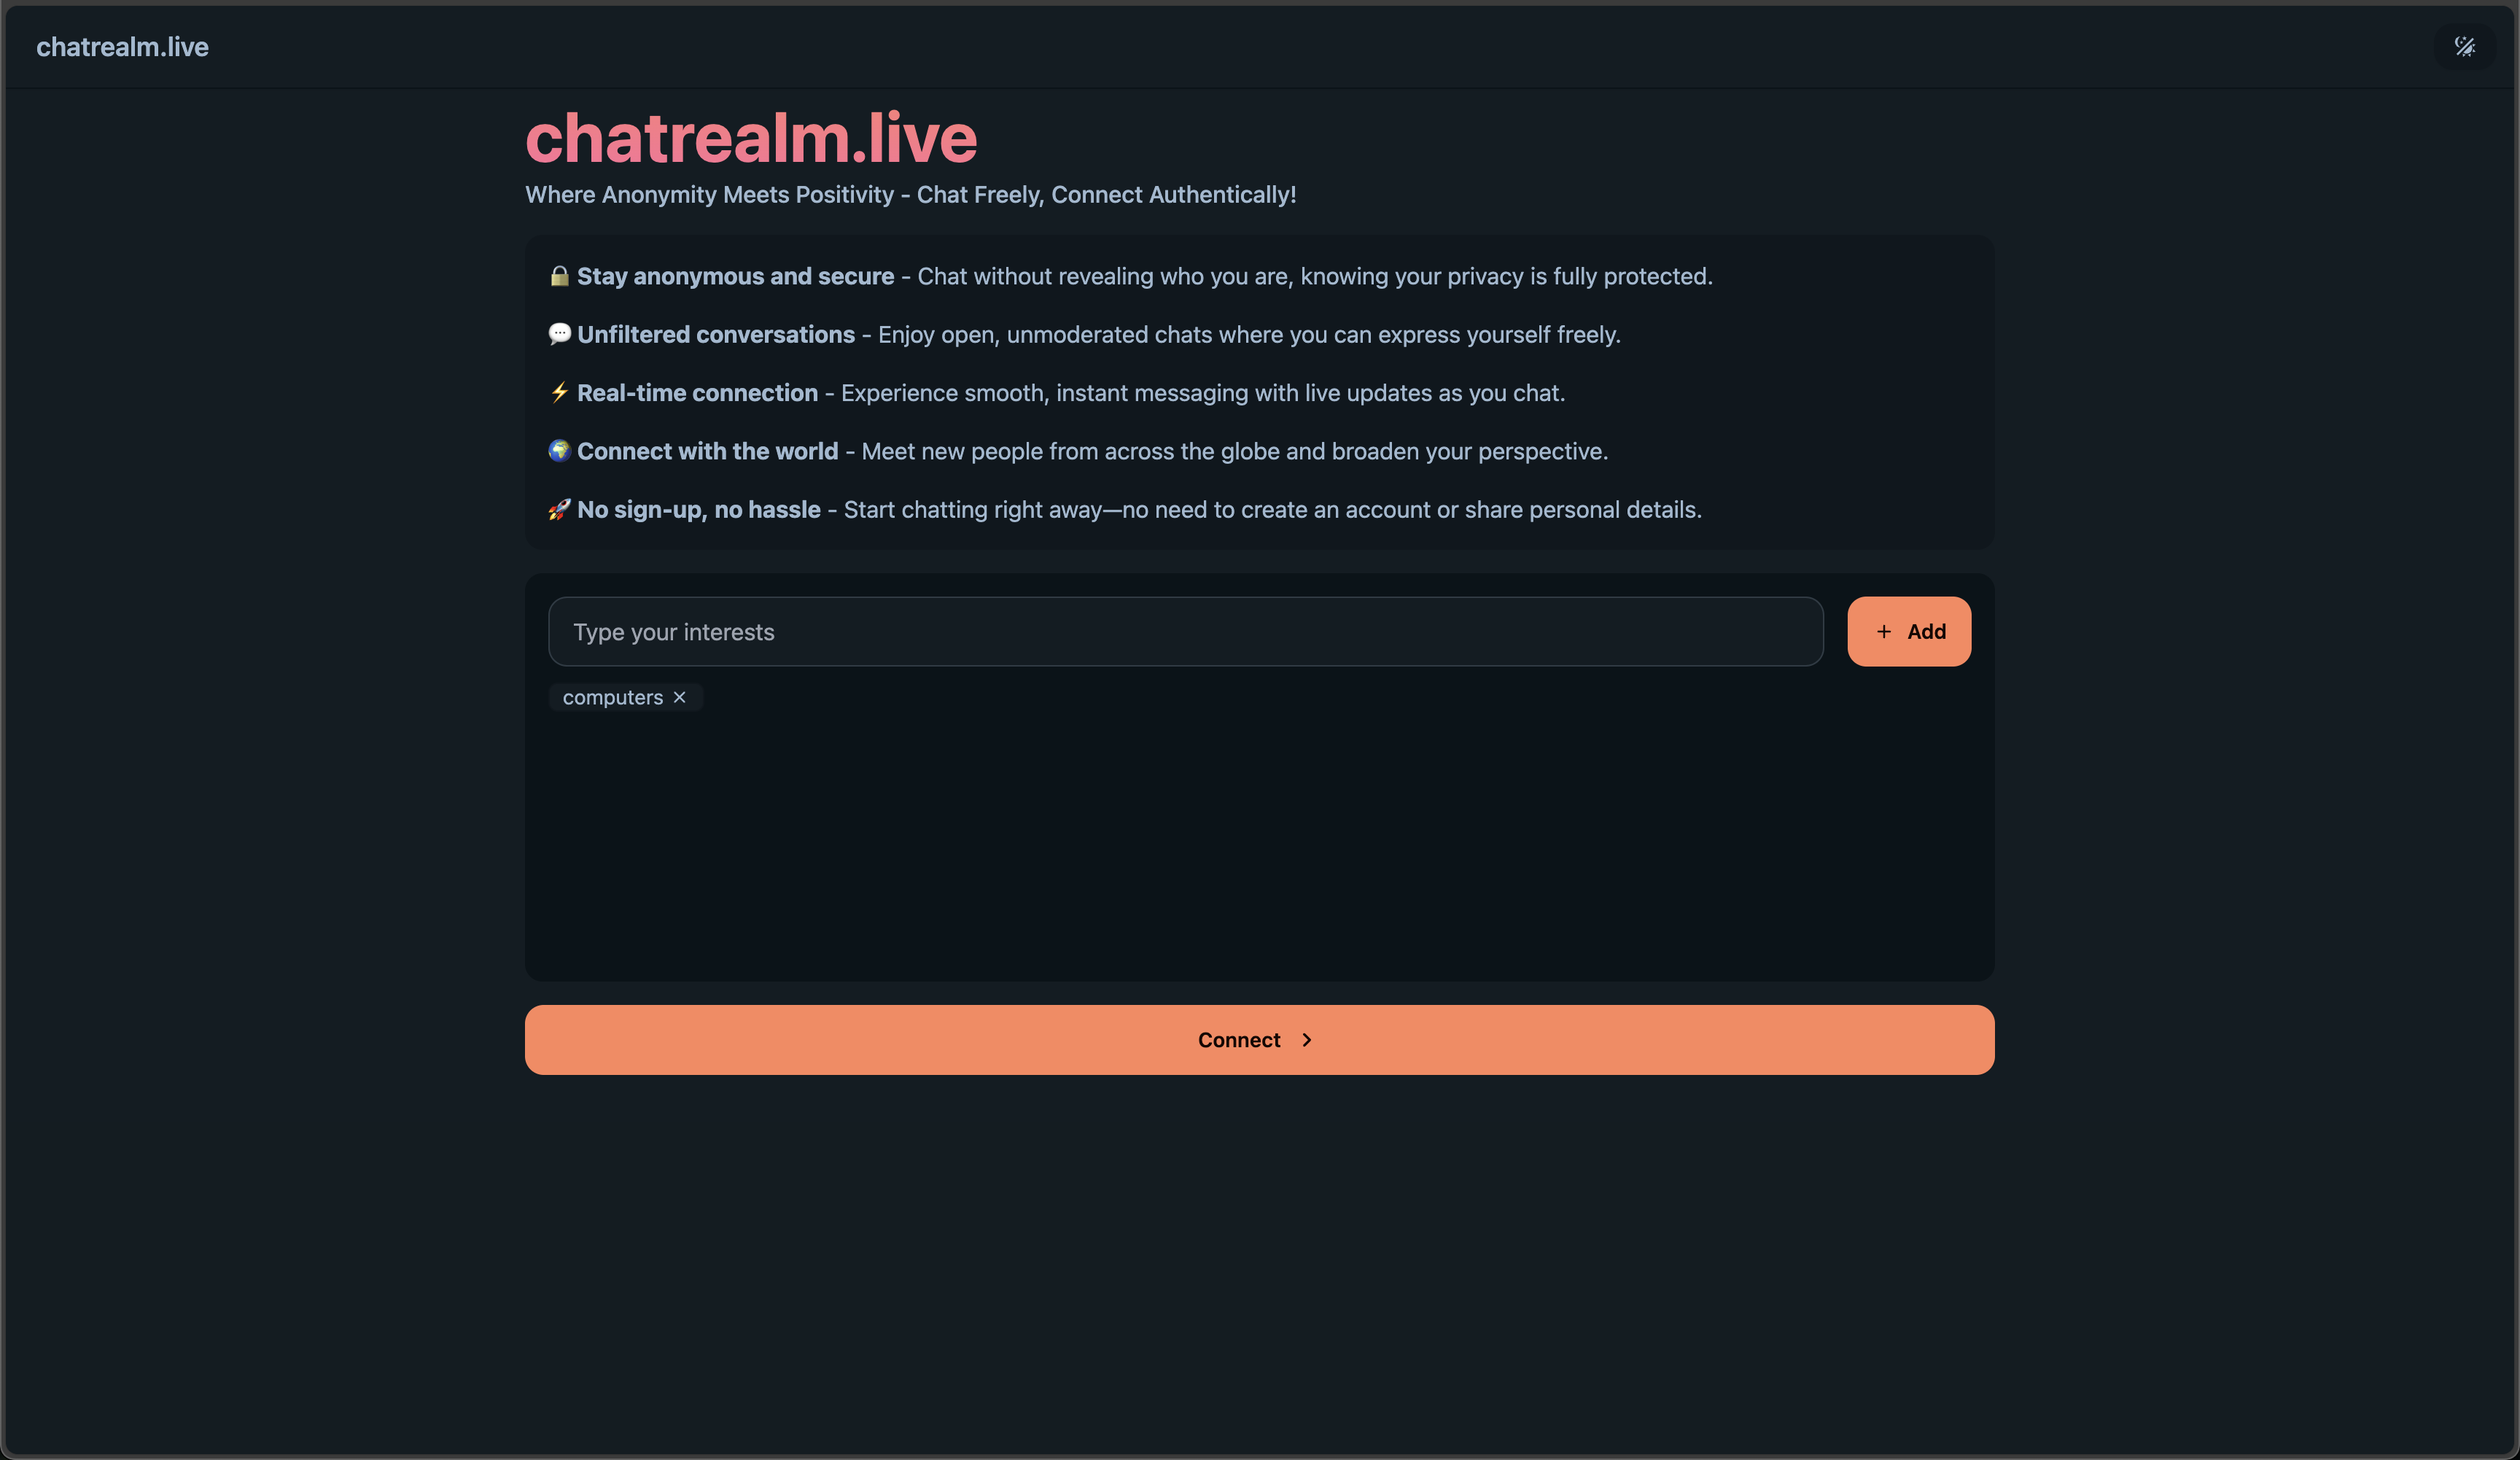 chatrealm.live
chatrealm.live
Where Anonymity Meets Positivity - Chat Freely, Connect Authentically!
🔒 Stay anonymous and secure - Chat without revealing who you are, knowing your privacy is fully protected.
💬 Unfiltered conversations - Enjoy open, unmoderated chats where you can express yourself freely.
⚡ Real-time connection - Experience smooth, instant messaging with live updates as you chat.
🌍 Connect with the world - Meet new people from across the globe and broaden your perspective.
🚀 No sign-up, no hassle - Start chatting right away—no need to create an account or share personal details.
Type your interests
+ Add
computers ×
Connect >